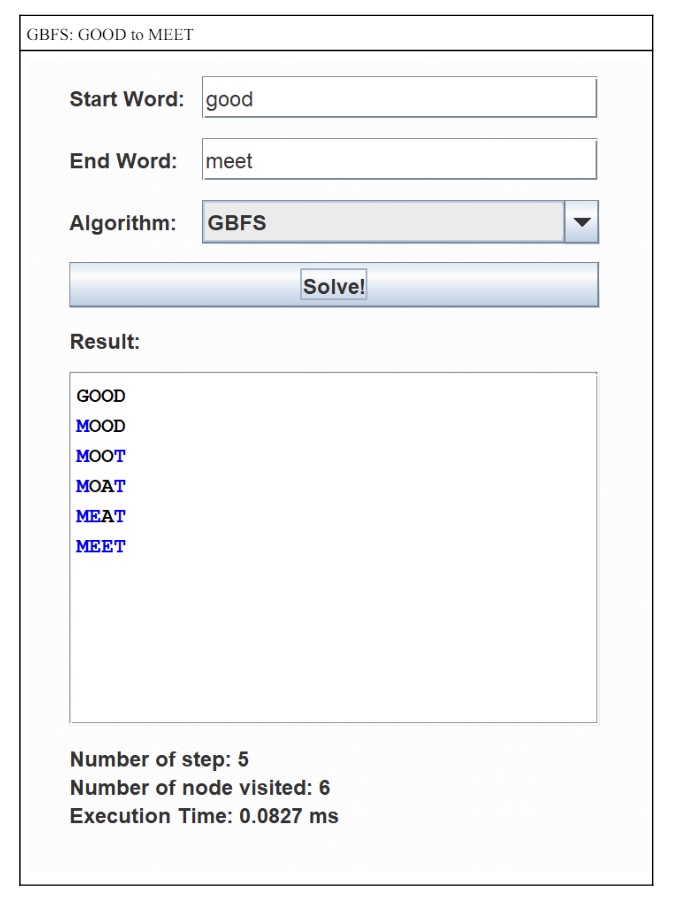 GBFS: GOOD to MEET
Start Word: good
End Word: meet
Algorithm: GBFS
Solve!
Result:
GOOD
MOOD
MOOT
MOAT
MEAT
MEET
Number of step: 5
Number of node visited: 6
Execution Time: 0.0827 ms